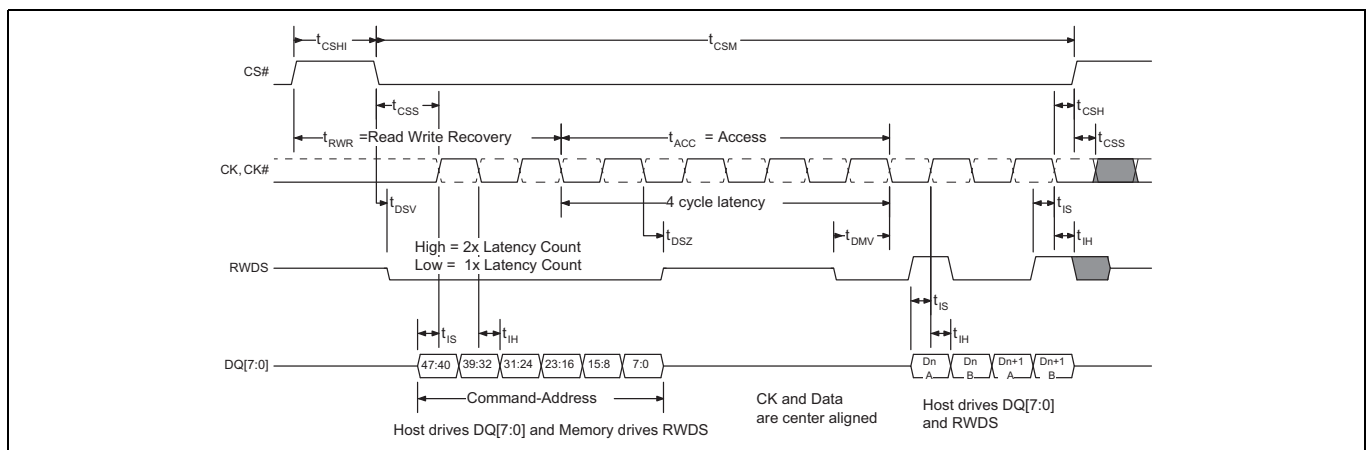 tCSHI
tCSM
CS#
tCSS
tCSH
tRWR =Read Write Recovery
tACC = Access
tCSS
CK, CK#
tDSV
4 cycle latency
tIS
tDSZ
tDMV
tIH
High = 2x Latency Count
Low = 1x Latency Count
RWDS
tIS
tIS
tIH
tIH
DQ[7:0]
47:40 39:32 31:24 23:16 15:8 7:0
Dn Dn Dn+1 Dn+1
A B A B
Command-Address
CK and Data
are center aligned
Host drives DQ[7:0]
and RWDS
Host drives DQ[7:0] and Memory drives RWDS